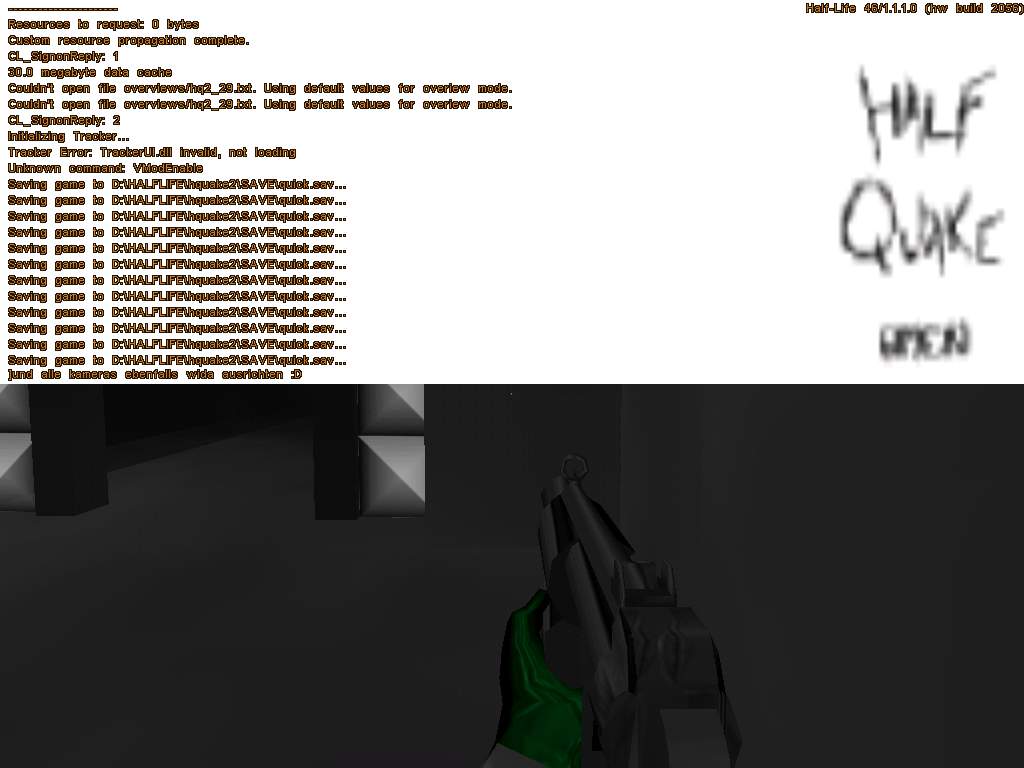 ---------------------
Half-Life 48/1.1.1.0 (hw build 2056)
Resources to request: 0 bytes
Custom resource propagation complete.
CL_SignonReply: 1
30.0 megabyte data cache
Couldn't open file overviews/hq2_29.txt. Using default values for overiew mode.
Couldn't open file overviews/hq2_29.txt. Using default values for overiew mode.
CL_SignonReply: 2
Initializing Tracker...
Tracker Error: TrackerUI.dll invalid, not loading
Unknown command: VModEnable
Saving game to D:\HALFLIFE\hquake2\SAVE\quick.sav...
Saving game to D:\HALFLIFE\hquake2\SAVE\quick.sav...
Saving game to D:\HALFLIFE\hquake2\SAVE\quick.sav...
Saving game to D:\HALFLIFE\hquake2\SAVE\quick.sav...
Saving game to D:\HALFLIFE\hquake2\SAVE\quick.sav...
Saving game to D:\HALFLIFE\hquake2\SAVE\quick.sav...
Saving game to D:\HALFLIFE\hquake2\SAVE\quick.sav...
Saving game to D:\HALFLIFE\hquake2\SAVE\quick.sav...
Saving game to D:\HALFLIFE\hquake2\SAVE\quick.sav...
Saving game to D:\HALFLIFE\hquake2\SAVE\quick.sav...
Saving game to D:\HALFLIFE\hquake2\SAVE\quick.sav...
Saving game to D:\HALFLIFE\hquake2\SAVE\quick.sav...
]und alle kameras ebenfalls wida ausrichten :D
HALF
QUAKE
AMEN